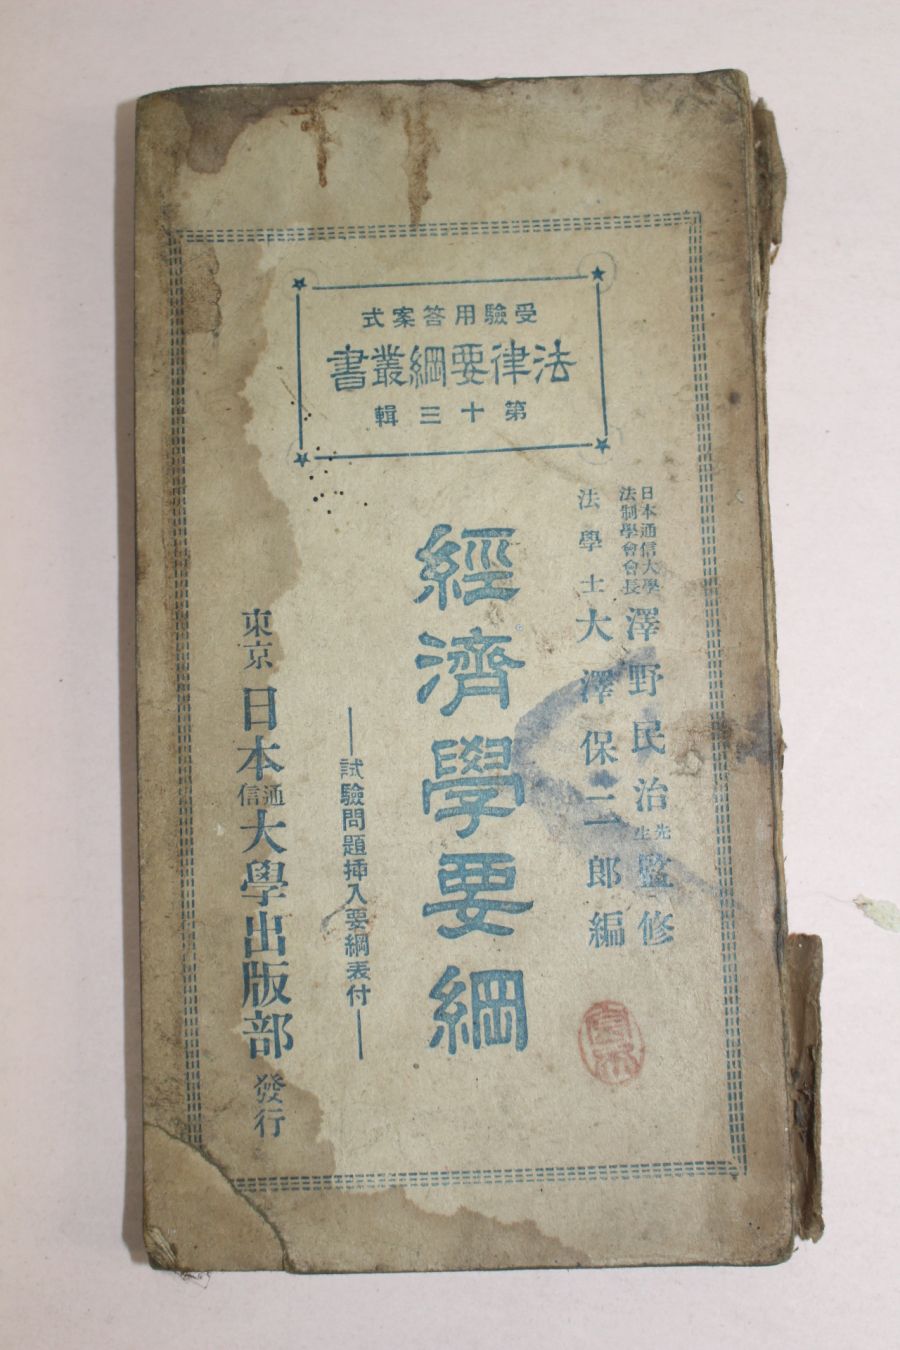 受驗用答案式
法律要綱叢書
第十三輯
日本通信大學
法制學會會長
澤野民治先生監修
法學士 大澤保二郎編
經濟學要綱
試驗問題挿入要綱表付
東京 日本通信大學出版部 發行